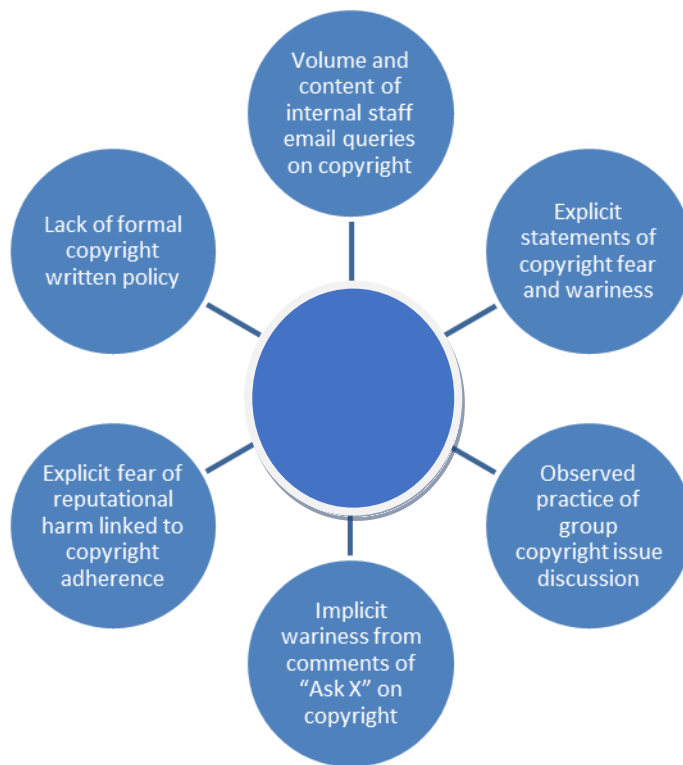 Volume and
content of
internal staff
email queries
on copyright
Explicit
statements of
copyright fear
and wariness
Observed
practice of
group
copyright issue
discussion
Implicit
wariness from
comments of
“Ask X” on
copyright
Explicit fear of
reputational
harm linked to
copyright
adherence
Lack of formal
copyright
written policy